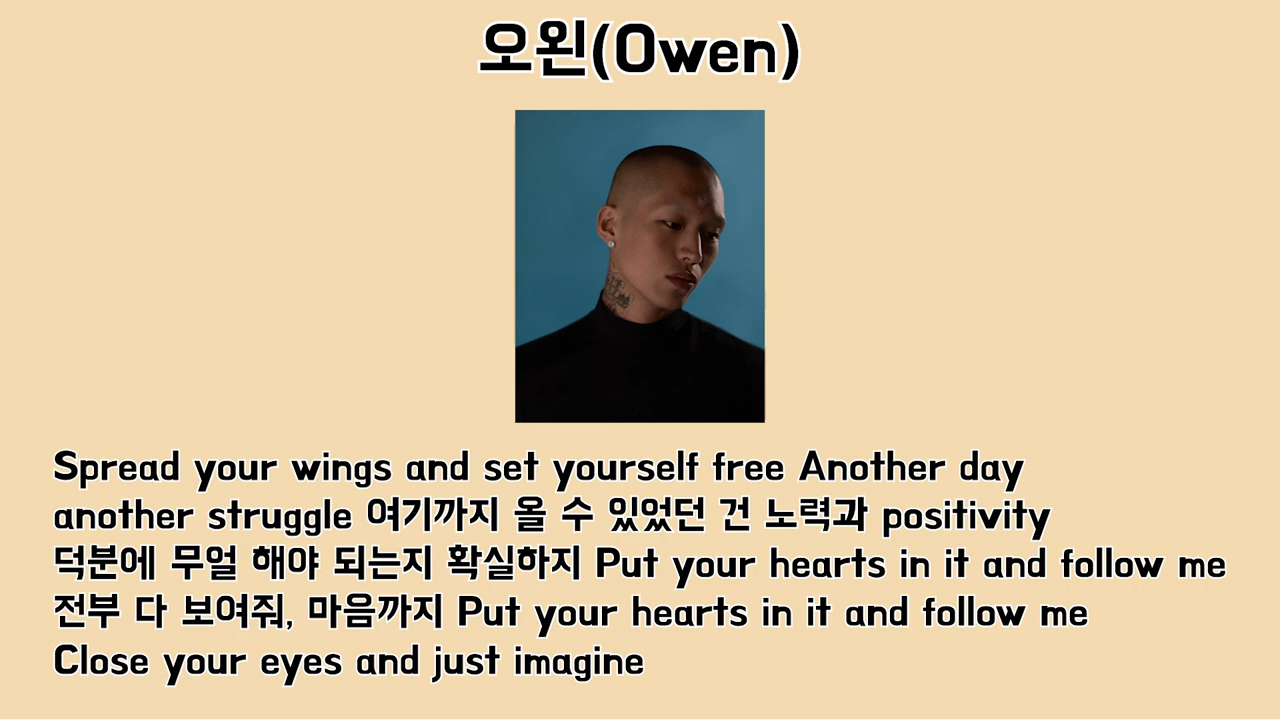 오왼(Owen)
Spread your wings and set yourself free Another day
another struggle 여기까지 올 수 있었던 건 노력과 positivity
덕분에 무얼 해야 되는지 확실하지 Put your hearts in it and follow me
전부 다 보여줘, 마음까지 Put your hearts in it and follow me
Close your eyes and just imagine